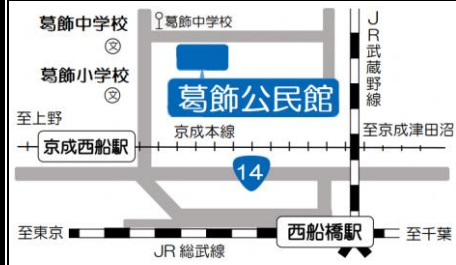 葛飾中学校
葛飾中学校
JR武蔵野線
葛飾小学校
葛飾公民館
至上野
京成本線
至京成津田沼
京成西船駅
14
至東京
西船橋駅
至千葉
JR 総武線